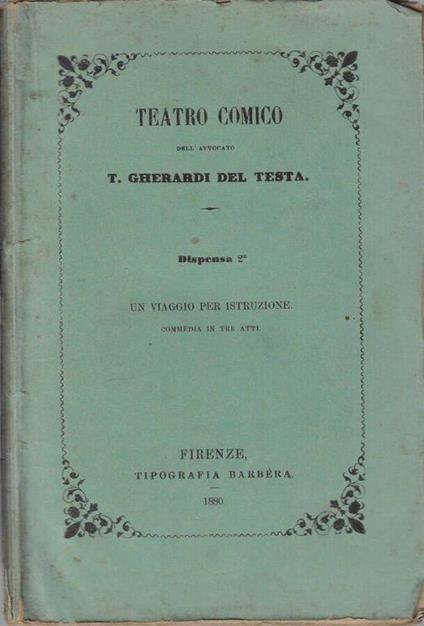 TEATRO COMICO
DELL' AVVOCATO
T. GHERARDI DEL TESTA.
Dispensa 2ª
UN VIAGGIO PER ISTRUZIONE.
COMMEDIA IN TRE ATTI.
FIRENZE,
TIPOGRAFIA BARBÈRA.
1880